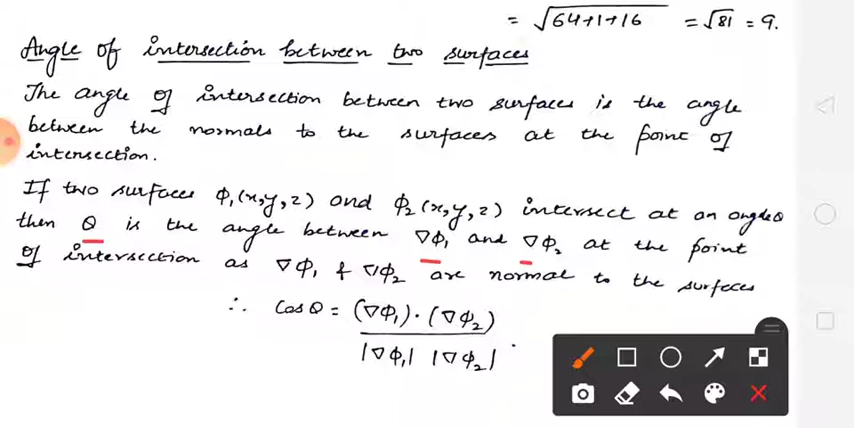 = √64+1+16 = √81 = 9.
Angle of intersection between two surfaces
The angle of intersection between two surfaces is the angle
between the normals to the surfaces at the point of
intersection.
If two surfaces ϕ₁(x,y,z) and ϕ₂(x,y,z) intersect at an angle θ
then θ is the angle between ∇ϕ₁ and ∇ϕ₂ at the point
of intersection as ∇ϕ₁ & ∇ϕ₂ are normal to the surfaces
∴ Cos θ = (∇ϕ₁)·(∇ϕ₂)
|∇ϕ₁| |∇ϕ₂| .